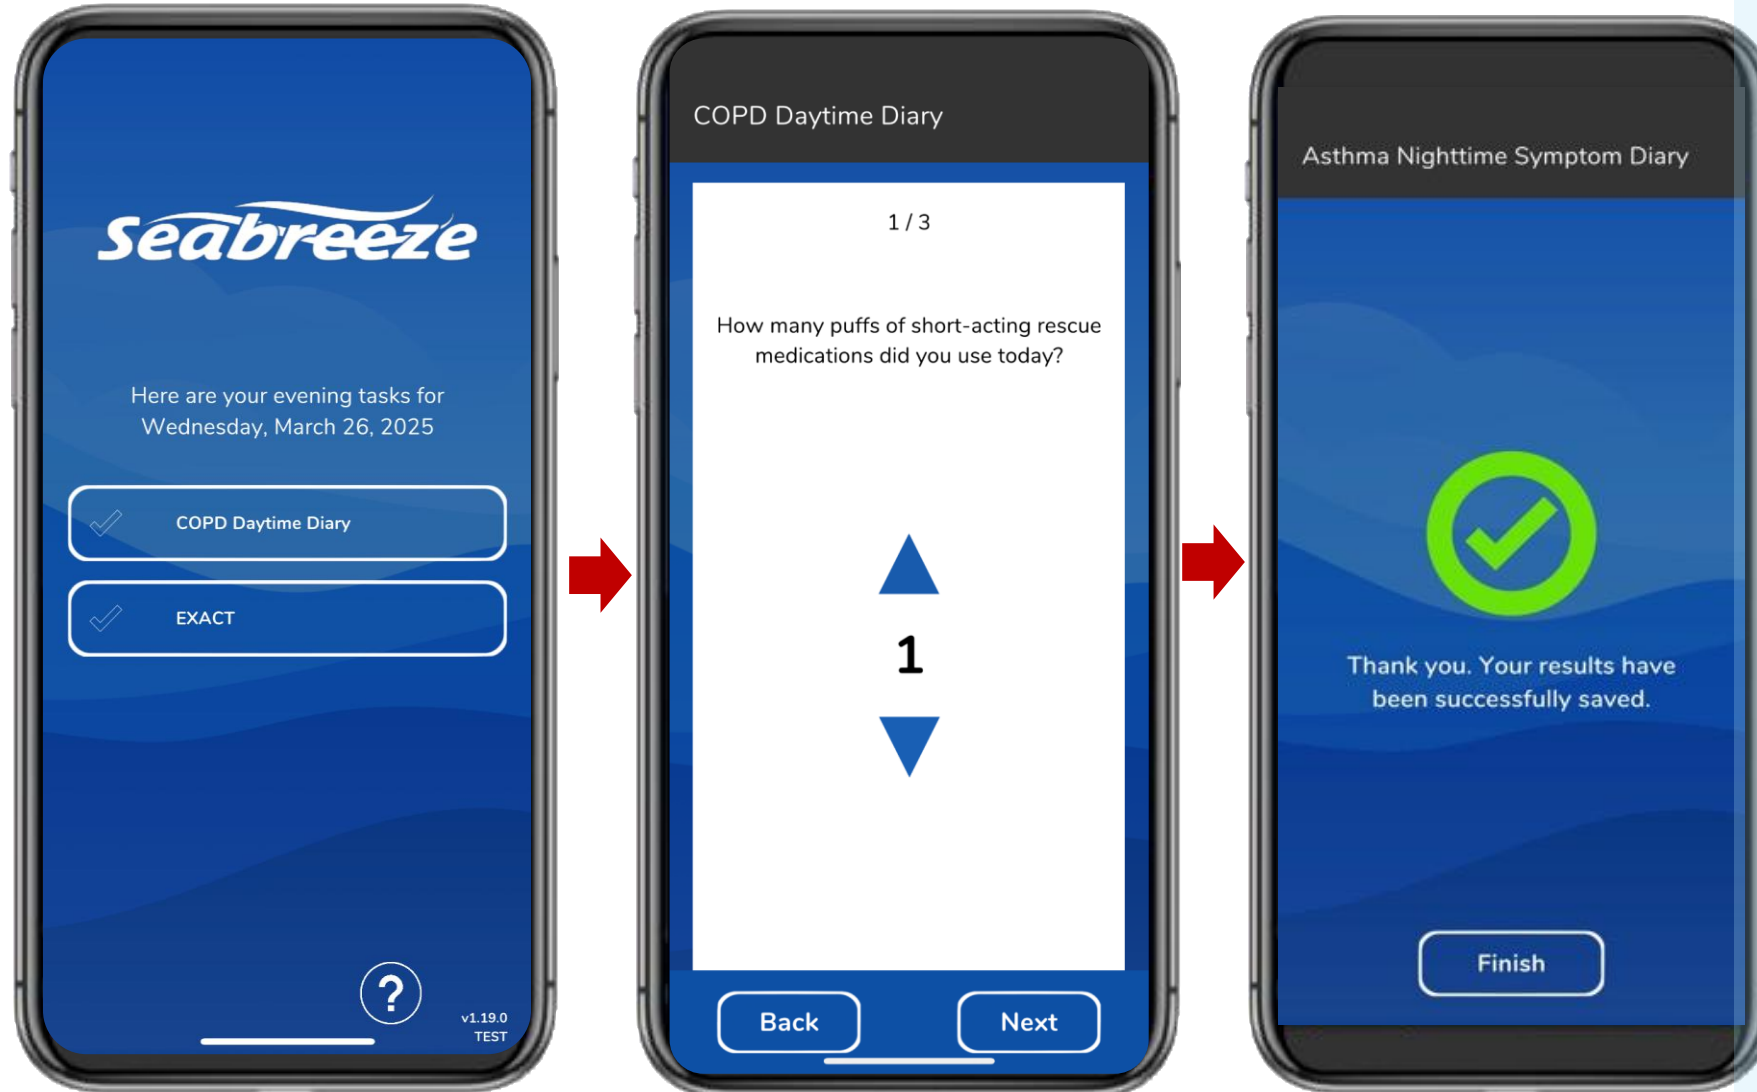 Seabreeze
Here are your evening tasks for
Wednesday, March 26, 2025
COPD Daytime Diary
EXACT
?
v1.19.0
TEST
COPD Daytime Diary
1 / 3
How many puffs of short-acting rescue
medications did you use today?
1
Back
Next
Asthma Nighttime Symptom Diary
Thank you. Your results have
been successfully saved.
Finish